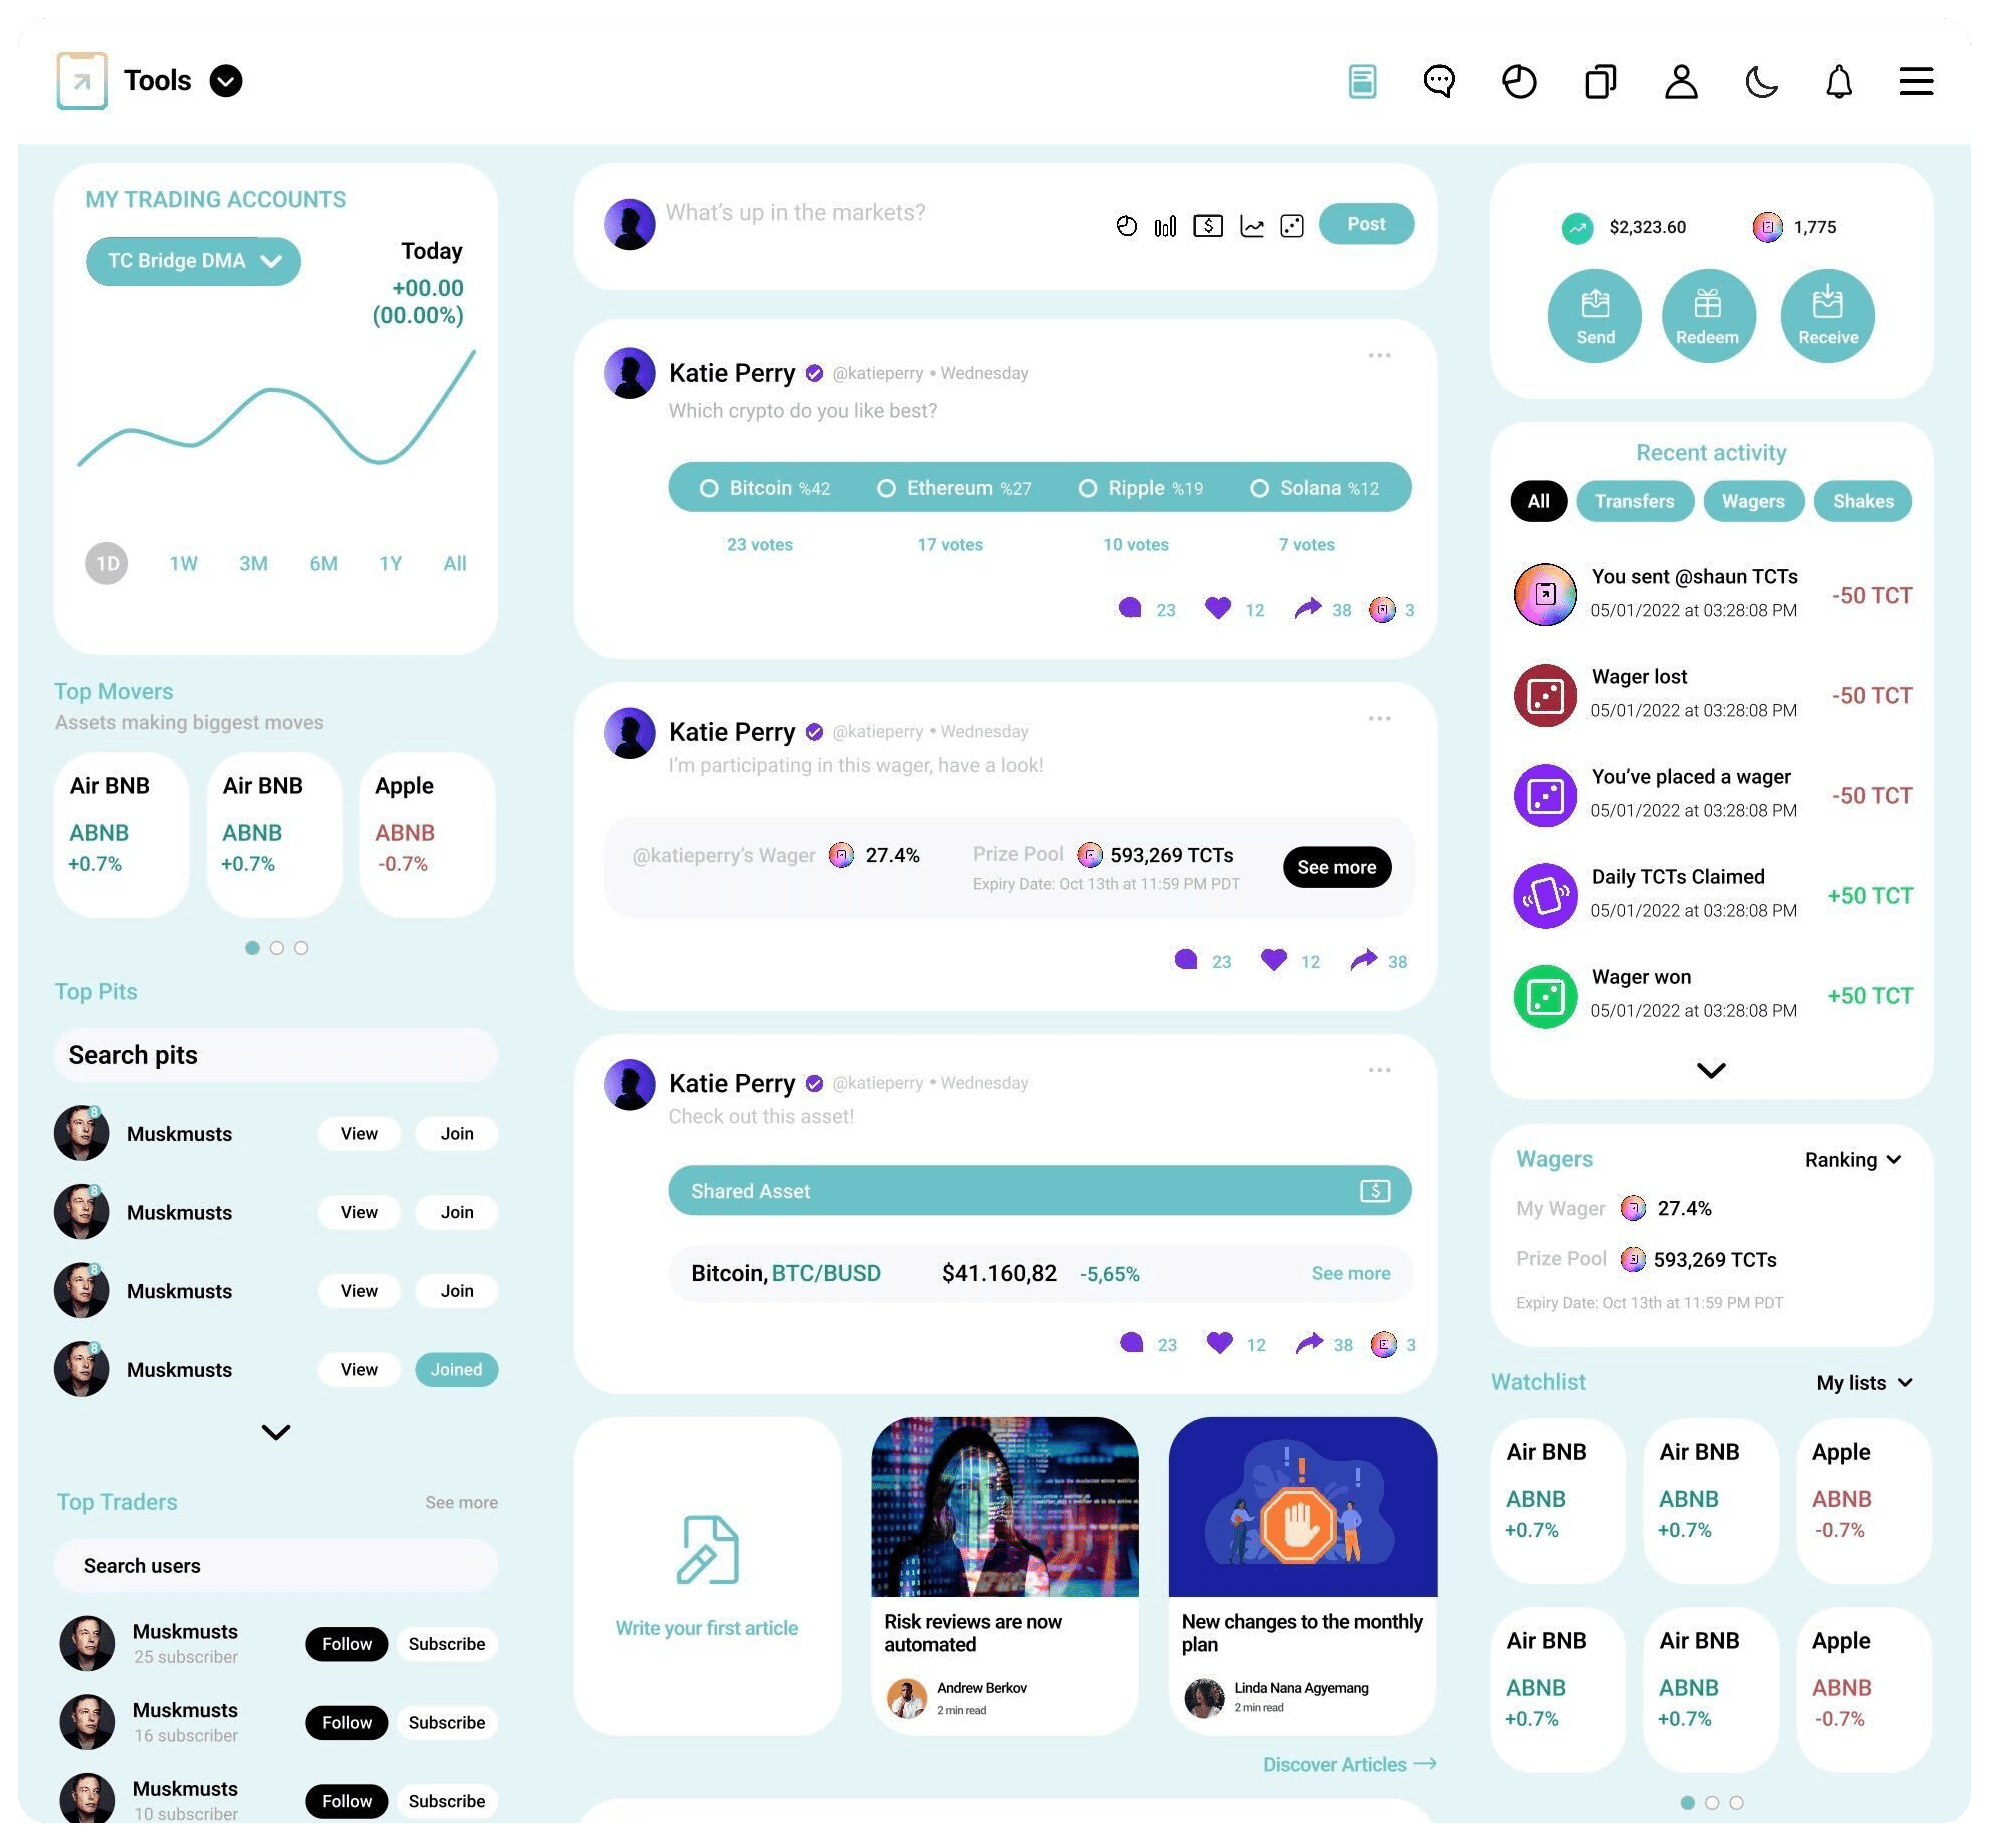 Tools
MY TRADING ACCOUNTS
TC Bridge DMA
Today
+00.00
(00.00%)
1D 1W 3M 6M 1Y All
Top Movers
Assets making biggest moves
Air BNB
ABNB
+0.7%
Air BNB
ABNB
+0.7%
Apple
ABNB
-0.7%
Top Pits
Search pits
8
Muskmusts View Join
8
Muskmusts View Join
8
Muskmusts View Join
8
Muskmusts View Joined
Top Traders See more
Search users
Muskmusts
25 subscriber
Follow Subscribe
Muskmusts
16 subscriber
Follow Subscribe
Muskmusts
10 subscriber
Follow Subscribe
What's up in the markets?
Post
Katie Perry @katieperry • Wednesday
Which crypto do you like best?
Bitcoin %42 Ethereum %27 Ripple %19 Solana %12
23 votes 17 votes 10 votes 7 votes
23 12 38 3
Katie Perry @katieperry • Wednesday
I'm participating in this wager, have a look!
@katieperry's Wager 27.4%
Prize Pool 593,269 TCTs
Expiry Date: Oct 13th at 11:59 PM PDT
See more
23 12 38
Katie Perry @katieperry • Wednesday
Check out this asset!
Shared Asset
$
Bitcoin, BTC/BUSD $41.160,82 -5,65% See more
23 12 38 3
Write your first article
Risk reviews are now
automated
Andrew Berkov
2 min read
New changes to the monthly
plan
Linda Nana Agyemang
2 min read
Discover Articles
$2,323.60 1,775
Send Redeem Receive
Recent activity
All Transfers Wagers Shakes
You sent @shaun TCTs
05/01/2022 at 03:28:08 PM
-50 TCT
Wager lost
05/01/2022 at 03:28:08 PM
-50 TCT
You've placed a wager
05/01/2022 at 03:28:08 PM
-50 TCT
Daily TCTs Claimed
05/01/2022 at 03:28:08 PM
+50 TCT
Wager won
05/01/2022 at 03:28:08 PM
+50 TCT
Wagers Ranking
My Wager 27.4%
Prize Pool 593,269 TCTs
Expiry Date: Oct 13th at 11:59 PM PDT
Watchlist My lists
Air BNB
ABNB
+0.7%
Air BNB
ABNB
+0.7%
Apple
ABNB
-0.7%
Air BNB
ABNB
+0.7%
Air BNB
ABNB
+0.7%
Apple
ABNB
-0.7%